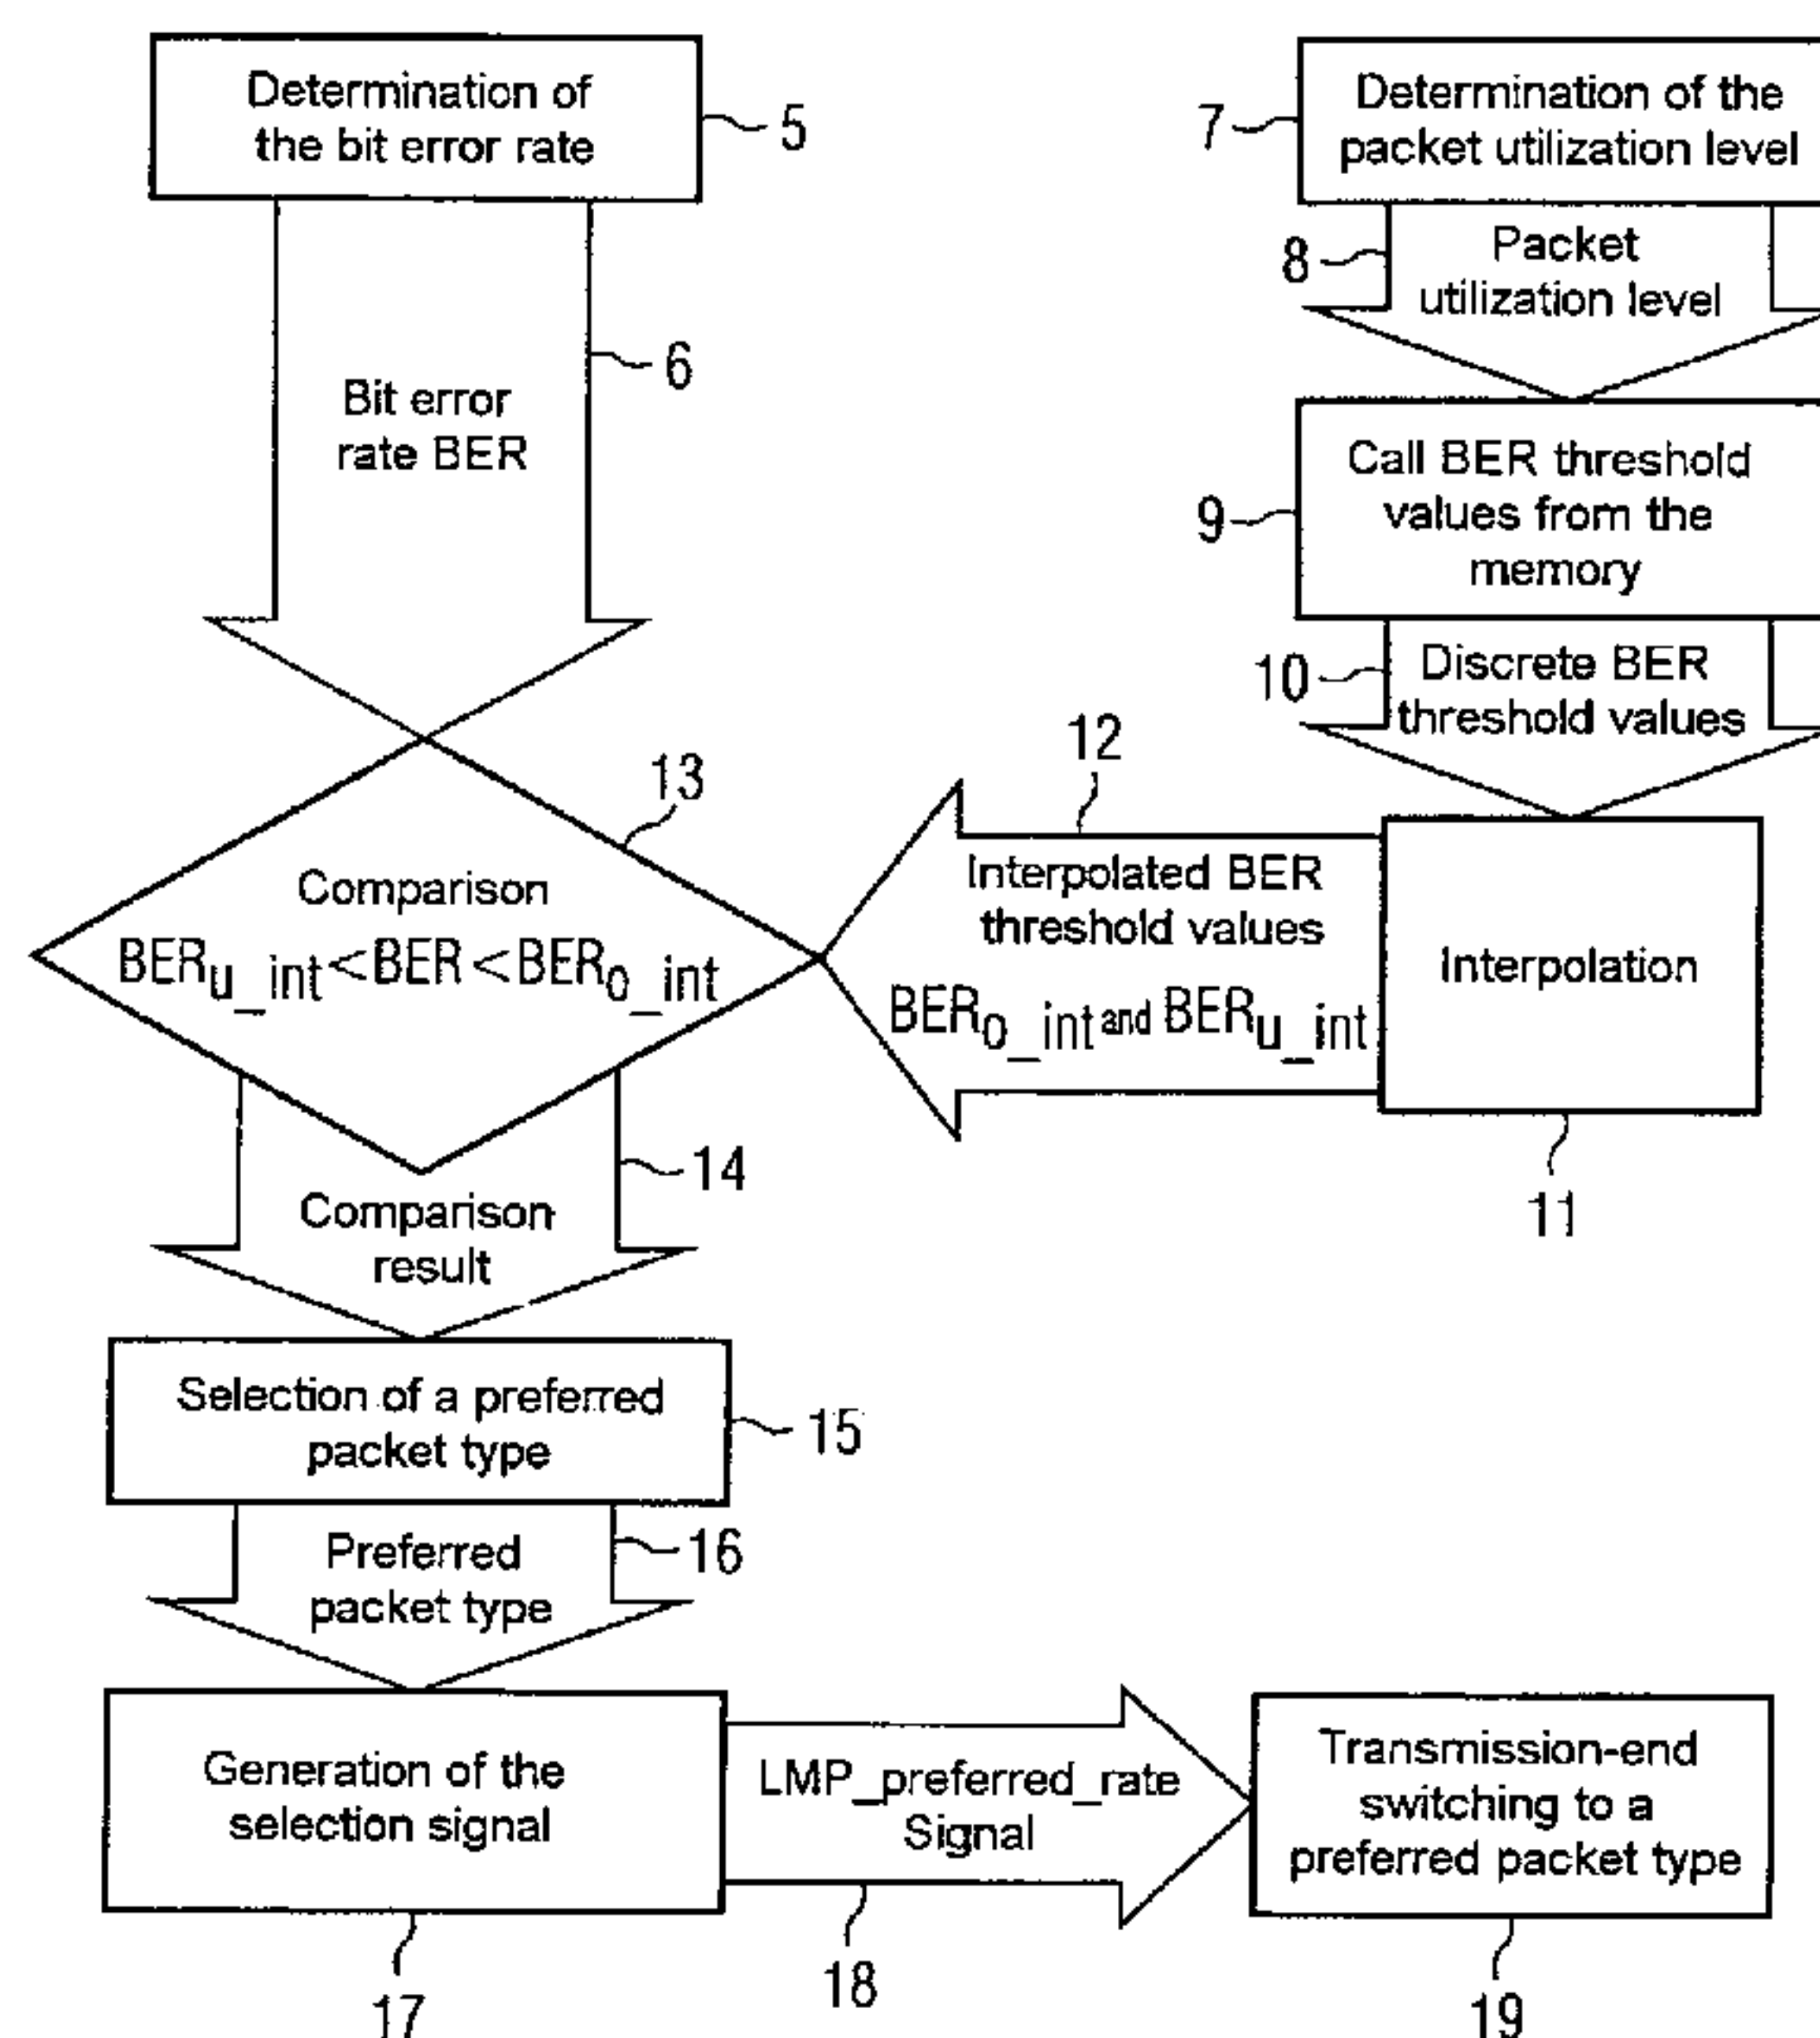 Determination of
the bit error rate
5
7
Determination of the
packet utilization level
6
Bit error
rate BER
8
Packet
utilization level
9
Call BER threshold
values from the
memory
10
Discrete BER
threshold values
13
Comparison
BERu_int<BER<BERo_int
12
Interpolated BER
threshold values
BERo_int and BERu_int
Interpolation
11
14
Comparison
result
Selection of a preferred
packet type
15
16
Preferred
packet type
Generation of the
selection signal
17
LMP_preferred_rate
Signal
18
Transmission-end
switching to a
preferred packet type
19